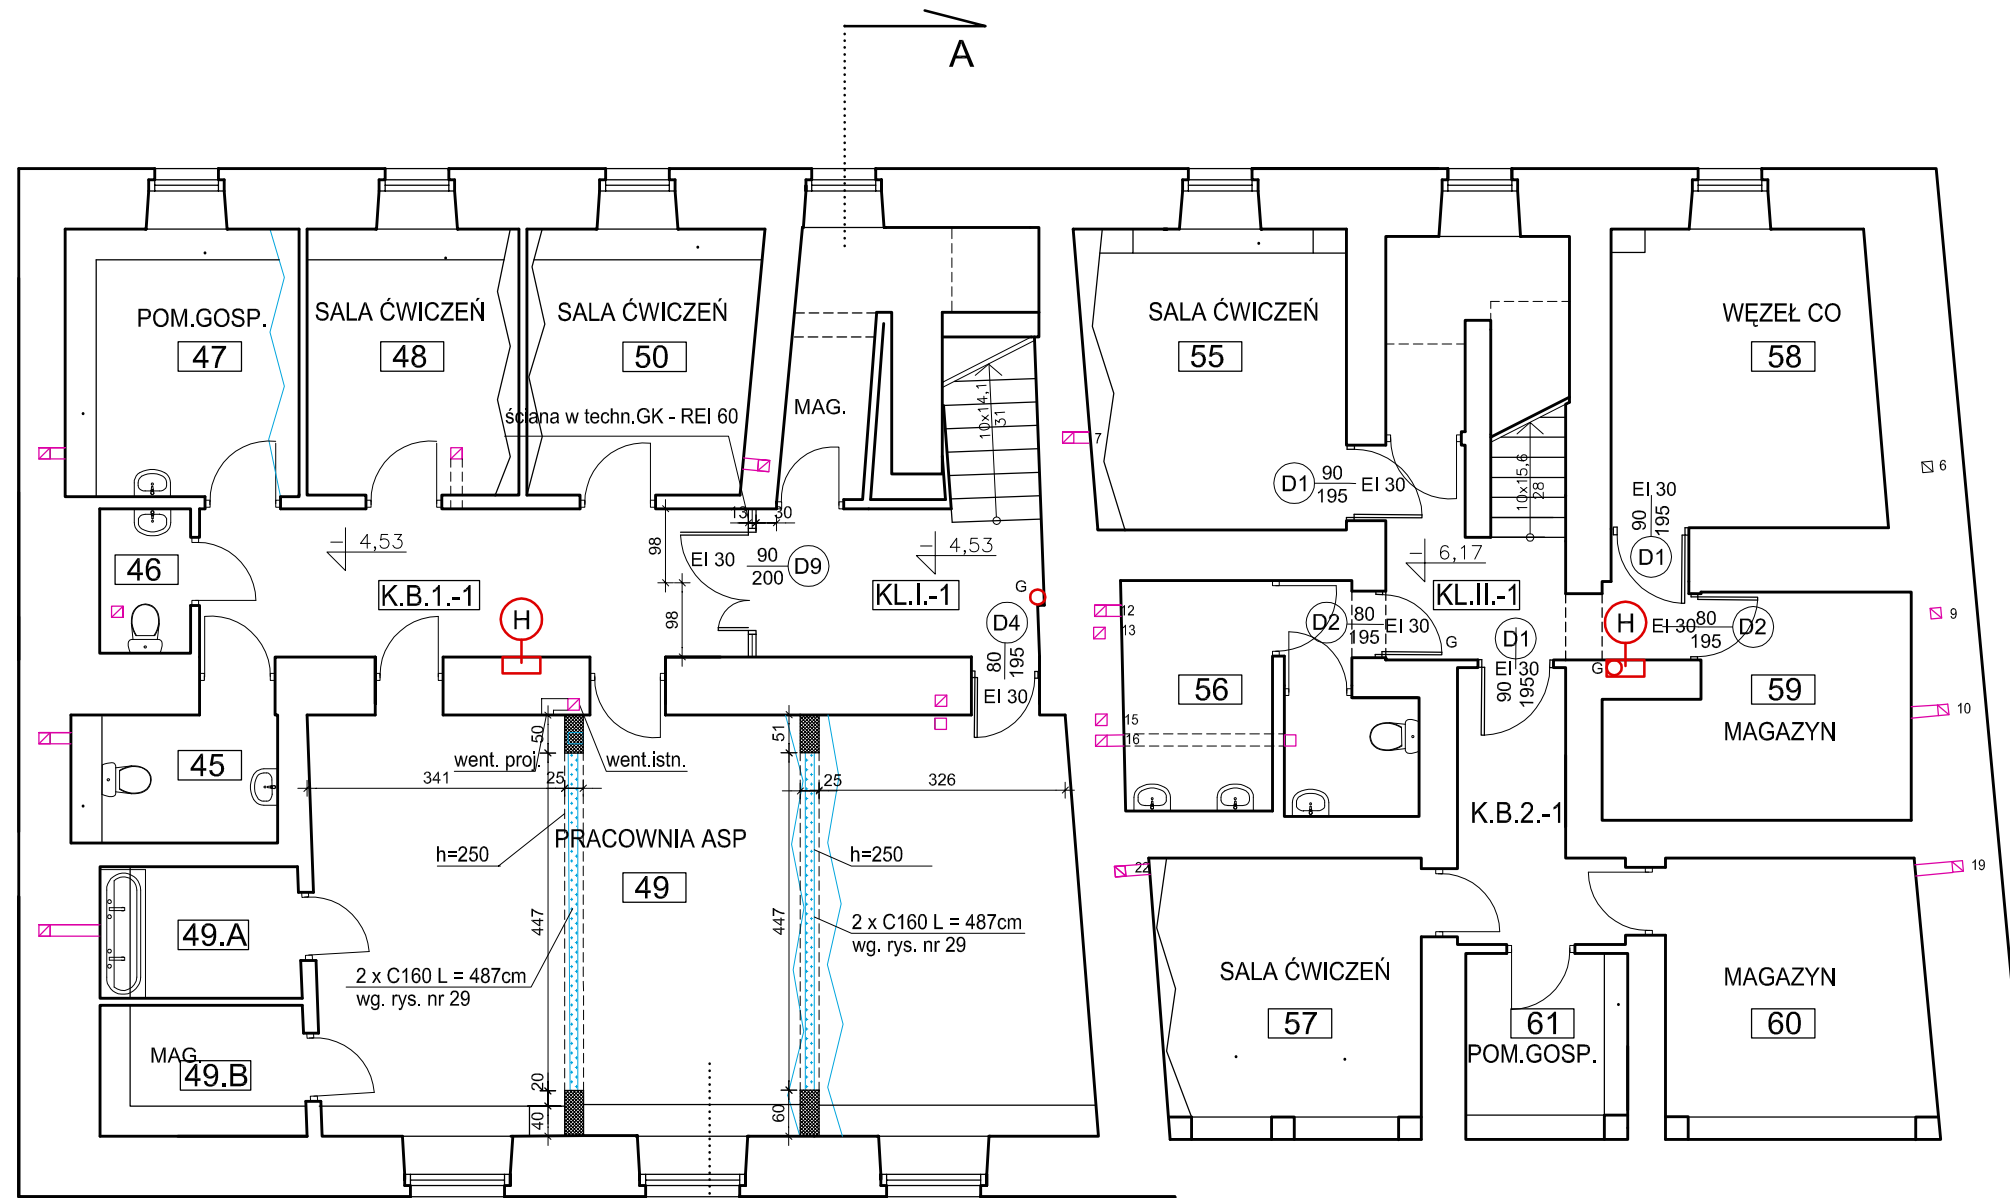 A
POM.GOSP.
47
SALA ĆWICZEŃ
48
SALA ĆWICZEŃ
50
ściana w techn.GK - REI 60
MAG.
10x14,1
31
SALA ĆWICZEŃ
55
7
D1
90
195
EI 30
10x15,6
28
WĘZEŁ CO
58
6
EI 30
90
195
D1
13
30
98
98
46
4,53
K.B.1.-1
H
EI 30
90
200
D9
4,53
KL.I.-1
G
D4
80
195
EI 30
12
13
15
16
56
D2
80
195
EI 30
G
6,17
KL.II.-1
D1
EI 30
90
195
H
G
EI 30
80
195
D2
9
59
MAGAZYN
10
45
341
50
25
went. proj.
went.istn.
51
25
326
PRACOWNIA ASP
49
h=250
h=250
447
447
2 x C160 L = 487cm
wg. rys. nr 29
2 x C160 L = 487cm
wg. rys. nr 29
49.A
MAG.
49.B
20
40
60
K.B.2.-1
22
19
SALA ĆWICZEŃ
57
61
POM.GOSP.
MAGAZYN
60